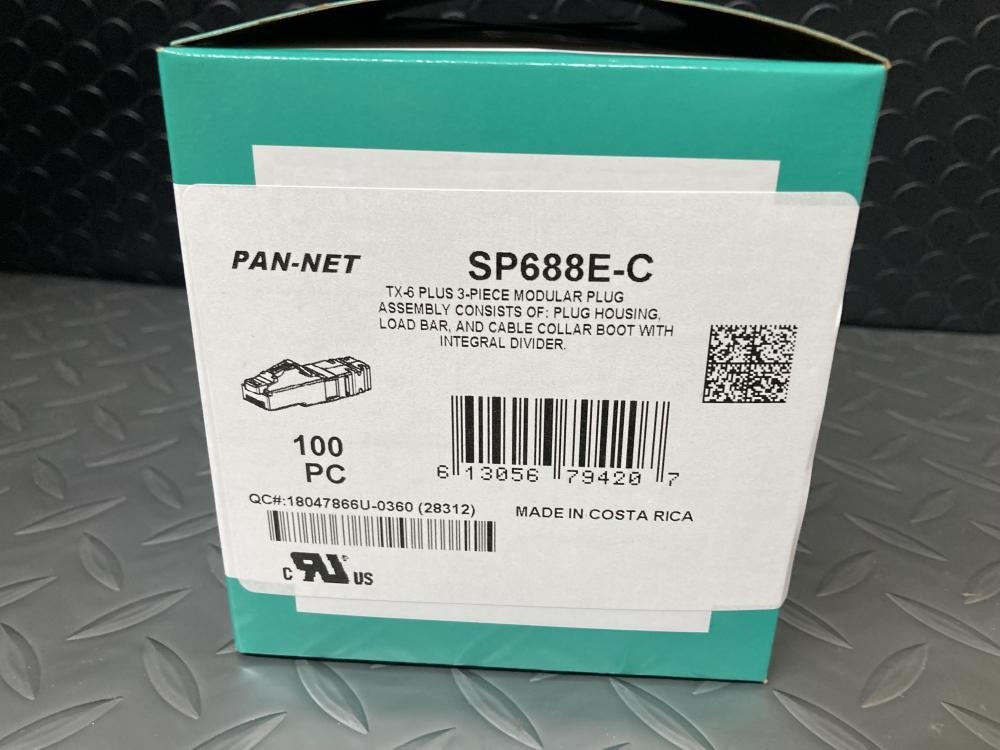 PAN-NET
SP688E-C
TX-6 PLUS 3-PIECE MODULAR PLUG
ASSEMBLY CONSISTS OF: PLUG HOUSING,
LOAD BAR, AND CABLE COLLAR BOOT WITH
INTEGRAL DIVIDER.
100
PC
6 13056 79420 7
QC#:18047866U-0360 (28312)
MADE IN COSTA RICA
C RU ® US